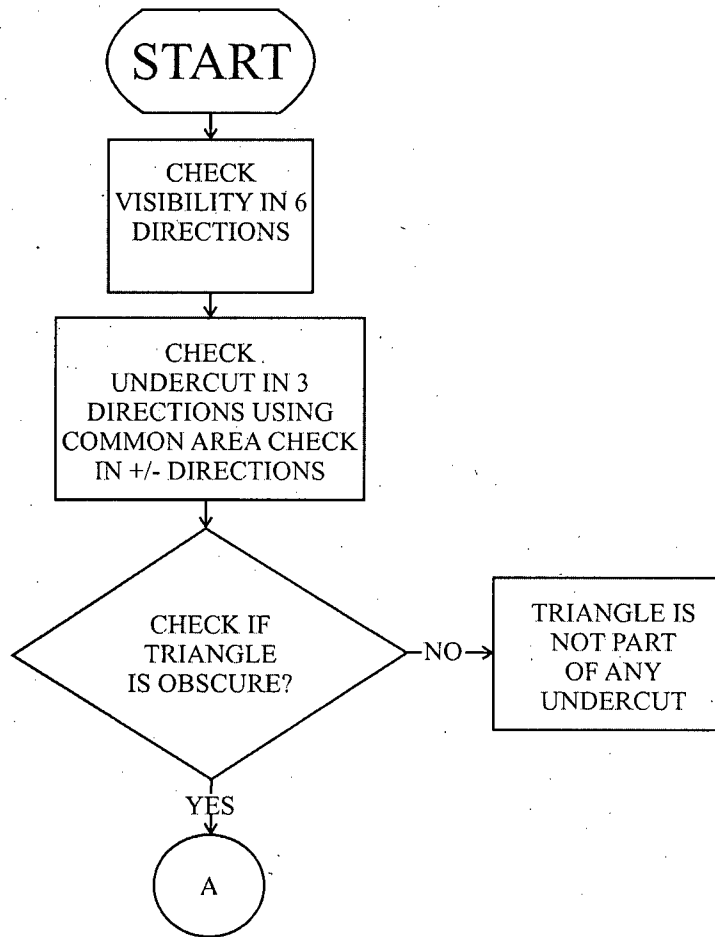 START
CHECK
VISIBILITY IN 6
DIRECTIONS
CHECK
UNDERCUT IN 3
DIRECTIONS USING
COMMON AREA CHECK
IN +/- DIRECTIONS
CHECK IF
TRIANGLE
IS OBSCURE?
NO
TRIANGLE IS
NOT PART
OF ANY
UNDERCUT
YES
A